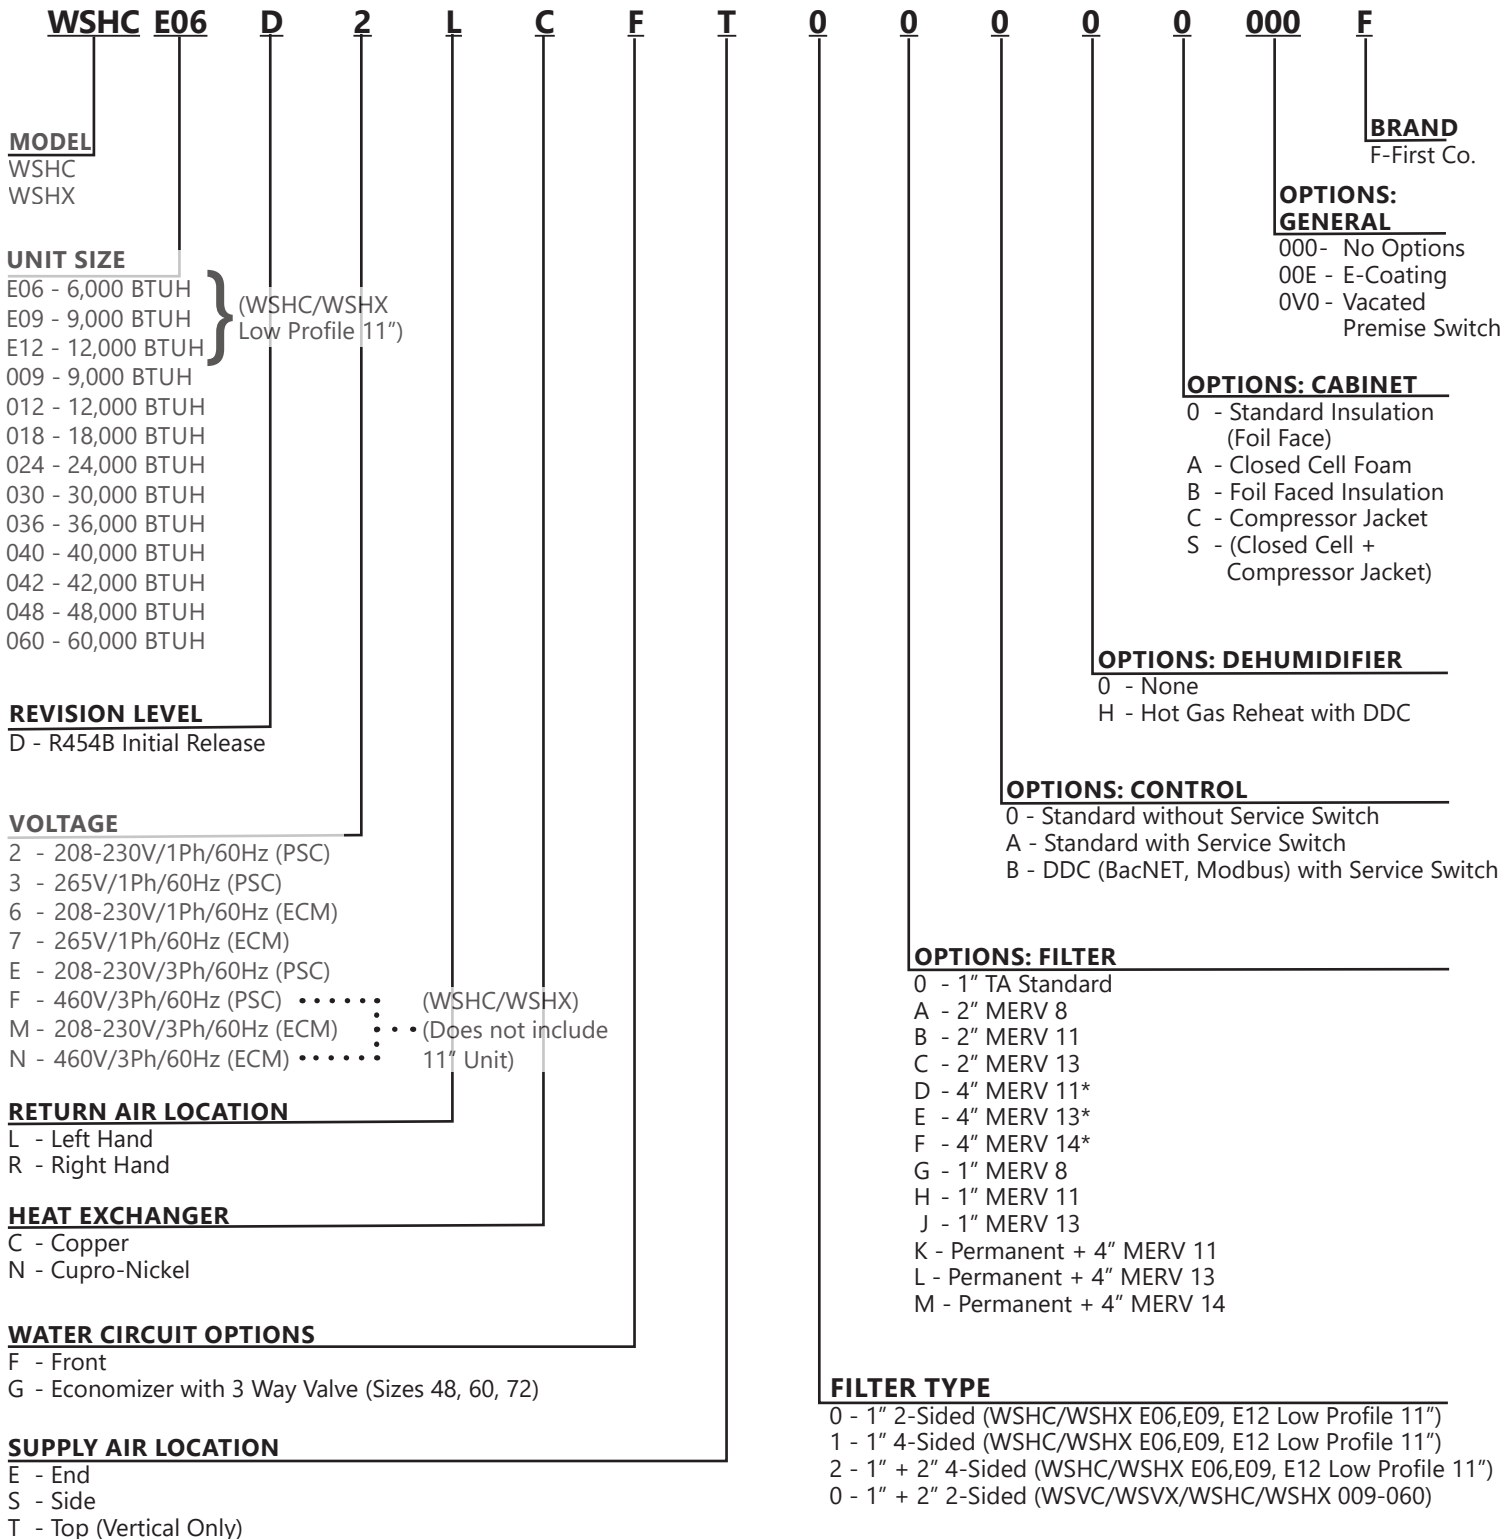 WSHC E06 D 2 L C F T 0 0 0 0 0 000 F
MODEL
WSHC
WSHX
UNIT SIZE
E06 - 6,000 BTUH
E09 - 9,000 BTUH
E12 - 12,000 BTUH
(WSHC/WSHX
Low Profile 11”)
009 - 9,000 BTUH
012 - 12,000 BTUH
018 - 18,000 BTUH
024 - 24,000 BTUH
030 - 30,000 BTUH
036 - 36,000 BTUH
040 - 40,000 BTUH
042 - 42,000 BTUH
048 - 48,000 BTUH
060 - 60,000 BTUH
REVISION LEVEL
D - R454B Initial Release
VOLTAGE
2 - 208-230V/1Ph/60Hz (PSC)
3 - 265V/1Ph/60Hz (PSC)
6 - 208-230V/1Ph/60Hz (ECM)
7 - 265V/1Ph/60Hz (ECM)
E - 208-230V/3Ph/60Hz (PSC)
F - 460V/3Ph/60Hz (PSC)
M - 208-230V/3Ph/60Hz (ECM)
N - 460V/3Ph/60Hz (ECM)
(WSHC/WSHX)
(Does not include
11” Unit)
RETURN AIR LOCATION
L - Left Hand
R - Right Hand
HEAT EXCHANGER
C - Copper
N - Cupro-Nickel
WATER CIRCUIT OPTIONS
F - Front
G - Economizer with 3 Way Valve (Sizes 48, 60, 72)
SUPPLY AIR LOCATION
E - End
S - Side
T - Top (Vertical Only)
BRAND
F-First Co.
OPTIONS:
GENERAL
000- No Options
00E - E-Coating
0V0 - Vacated
Premise Switch
OPTIONS: CABINET
0 - Standard Insulation
(Foil Face)
A - Closed Cell Foam
B - Foil Faced Insulation
C - Compressor Jacket
S - (Closed Cell +
Compressor Jacket)
OPTIONS: DEHUMIDIFIER
0 - None
H - Hot Gas Reheat with DDC
OPTIONS: CONTROL
0 - Standard without Service Switch
A - Standard with Service Switch
B - DDC (BacNET, Modbus) with Service Switch
OPTIONS: FILTER
0 - 1” TA Standard
A - 2” MERV 8
B - 2” MERV 11
C - 2” MERV 13
D - 4” MERV 11*
E - 4” MERV 13*
F - 4” MERV 14*
G - 1” MERV 8
H - 1” MERV 11
J - 1” MERV 13
K - Permanent + 4” MERV 11
L - Permanent + 4” MERV 13
M - Permanent + 4” MERV 14
FILTER TYPE
0 - 1” 2-Sided (WSHC/WSHX E06,E09, E12 Low Profile 11”)
1 - 1” 4-Sided (WSHC/WSHX E06,E09, E12 Low Profile 11”)
2 - 1” + 2” 4-Sided (WSHC/WSHX E06,E09, E12 Low Profile 11”)
0 - 1” + 2” 2-Sided (WSVC/WSVX/WSHC/WSHX 009-060)